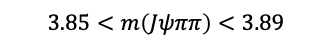 3.85 < 𝑚(𝐽𝜓𝜋𝜋) < 3.89